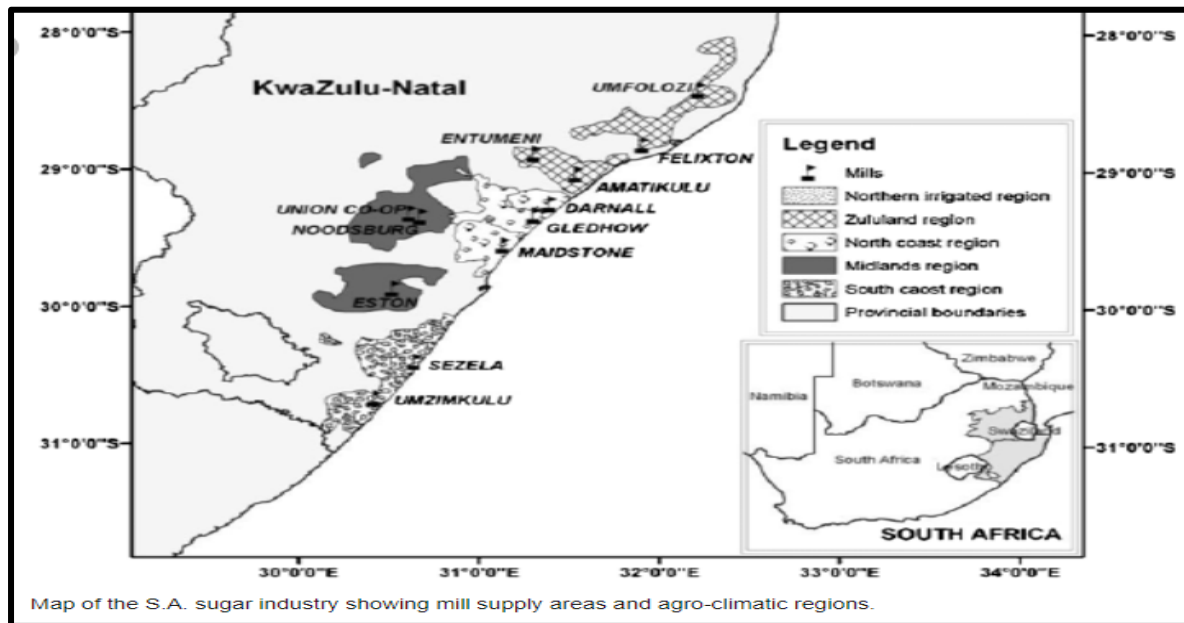 28°0'0"S
28°0'0"S
KwaZulu-Natal
UMFOLOZI
ENTUMENI
FELIXTON
29°0'0"S
29°0'0"S
AMATIKULU
UNION CO-OP
DARNALL
NOODSBURG
GLEDHOW
MAIDSTONE
ESTON
30°0'0"S
30°0'0"S
SEZELA
UMZIMKULU
31°0'0"S
31°0'0"S
Legend
Mills
Northern irrigated region
Zululand region
North coast region
Midlands region
South caost region
Provincial boundaries
Zimbabwe
Botswana
Mozambique
Namibia
Swaziland
South Africa
Lesotho
SOUTH AFRICA
30°0'0"E
31°0'0"E
32°0'0"E
33°0'0"E
34°0'0"E
Map of the S.A. sugar industry showing mill supply areas and agro-climatic regions.